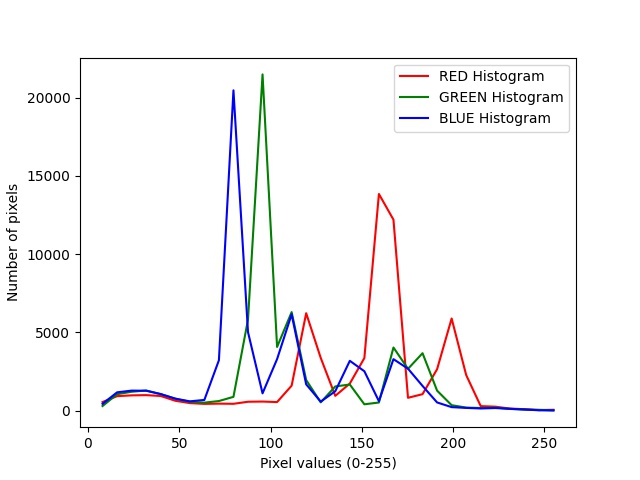 RED Histogram
GREEN Histogram
BLUE Histogram
Number of pixels
20000
15000
10000
5000
0
0 50 100 150 200 250
Pixel values (0-255)